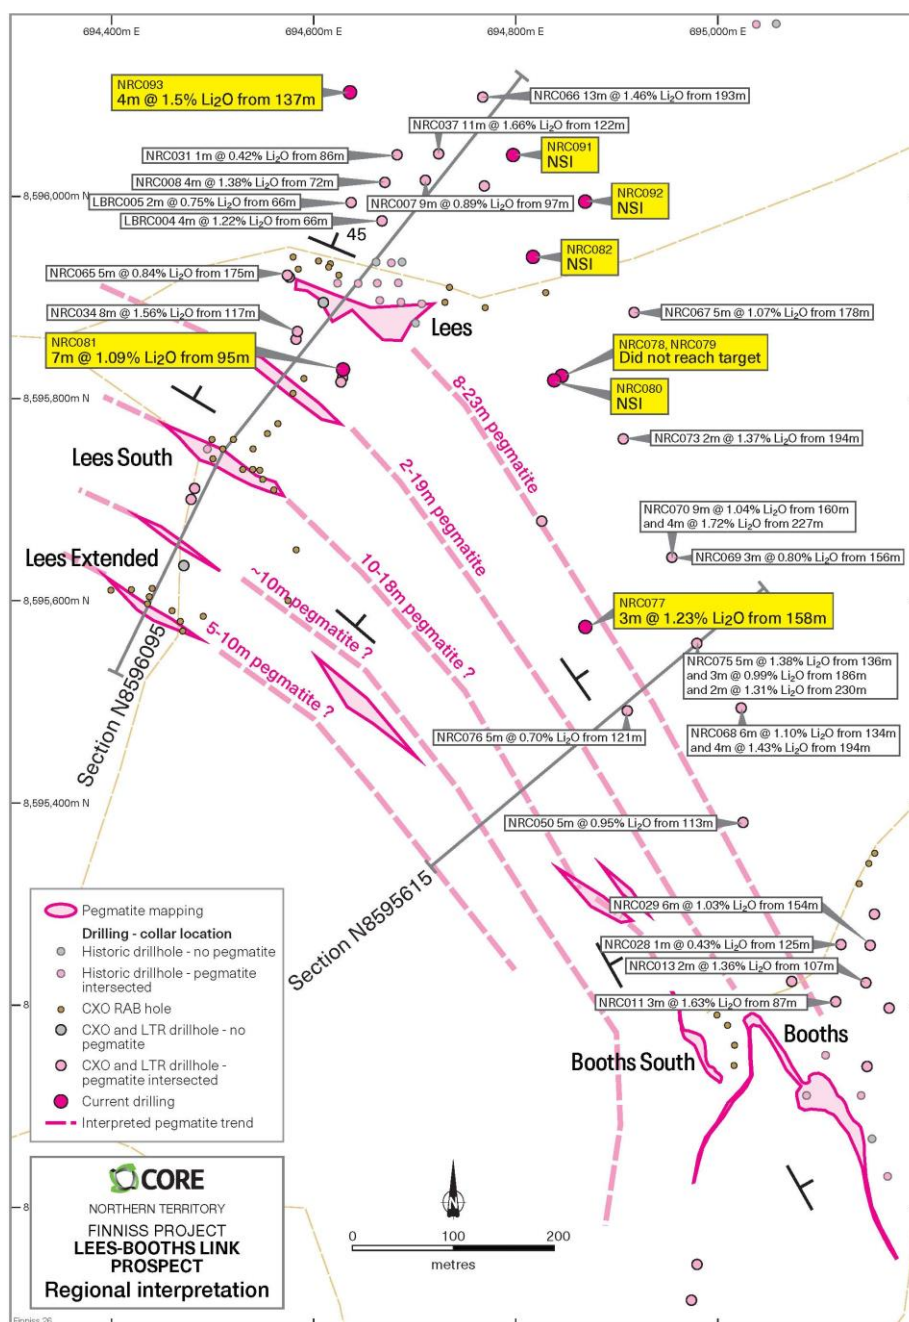 694,400m E
694,600m E
694,800m E
695,000m E
NRC093
4m @ 1.5% Li2O from 137m
NRC066 13m @ 1.46% Li2O from 193m
NRC037 11m @ 1.66% Li2O from 122m
NRC031 1m @ 0.42% Li2O from 86m
NRC091
NSI
NRC008 4m @ 1.38% Li2O from 72m
8,596,000m N
LBRC005 2m @ 0.75% Li2O from 66m
NRC007 9m @ 0.89% Li2O from 97m
NRC092
NSI
LBRC004 4m @ 1.22% Li2O from 66m
45
NRC082
NSI
NRC065 5m @ 0.84% Li2O from 175m
NRC034 8m @ 1.56% Li2O from 117m
Lees
NRC067 5m @ 1.07% Li2O from 178m
NRC081
7m @ 1.09% Li2O from 95m
NRC078, NRC079
Did not reach target
NRC080
NSI
8,595,800m N
8-23m pegmatite
NRC073 2m @ 1.37% Li2O from 194m
Lees South
2-19m pegmatite
NRC070 9m @ 1.04% Li2O from 160m
and 4m @ 1.72% Li2O from 227m
Lees Extended
10-18m pegmatite ?
NRC069 3m @ 0.80% Li2O from 156m
8,595,600m N
~10m pegmatite ?
NRC077
3m @ 1.23% Li2O from 158m
5-10m pegmatite ?
Section N8596095
NRC075 5m @ 1.38% Li2O from 136m
and 3m @ 0.99% Li2O from 186m
and 2m @ 1.31% Li2O from 230m
NRC076 5m @ 0.70% Li2O from 121m
NRC068 6m @ 1.10% Li2O from 134m
and 4m @ 1.43% Li2O from 194m
8,595,400m N
NRC050 5m @ 0.95% Li2O from 113m
Section N8595615
NRC029 6m @ 1.03% Li2O from 154m
NRC028 1m @ 0.43% Li2O from 125m
NRC013 2m @ 1.36% Li2O from 107m
NRC011 3m @ 1.63% Li2O from 87m
8
Booths
Booths South
8
Pegmatite mapping
Drilling - collar location
Historic drillhole - no pegmatite
Historic drillhole - pegmatite
intersected
CXO RAB hole
CXO and LTR drillhole - no
pegmatite
CXO and LTR drillhole -
pegmatite intersected
Current drilling
Interpreted pegmatite trend
CORE
NORTHERN TERRITORY
FINNISS PROJECT
LEES-BOOTHS LINK
PROSPECT
Regional interpretation
0
100
200
metres
Finniss 26